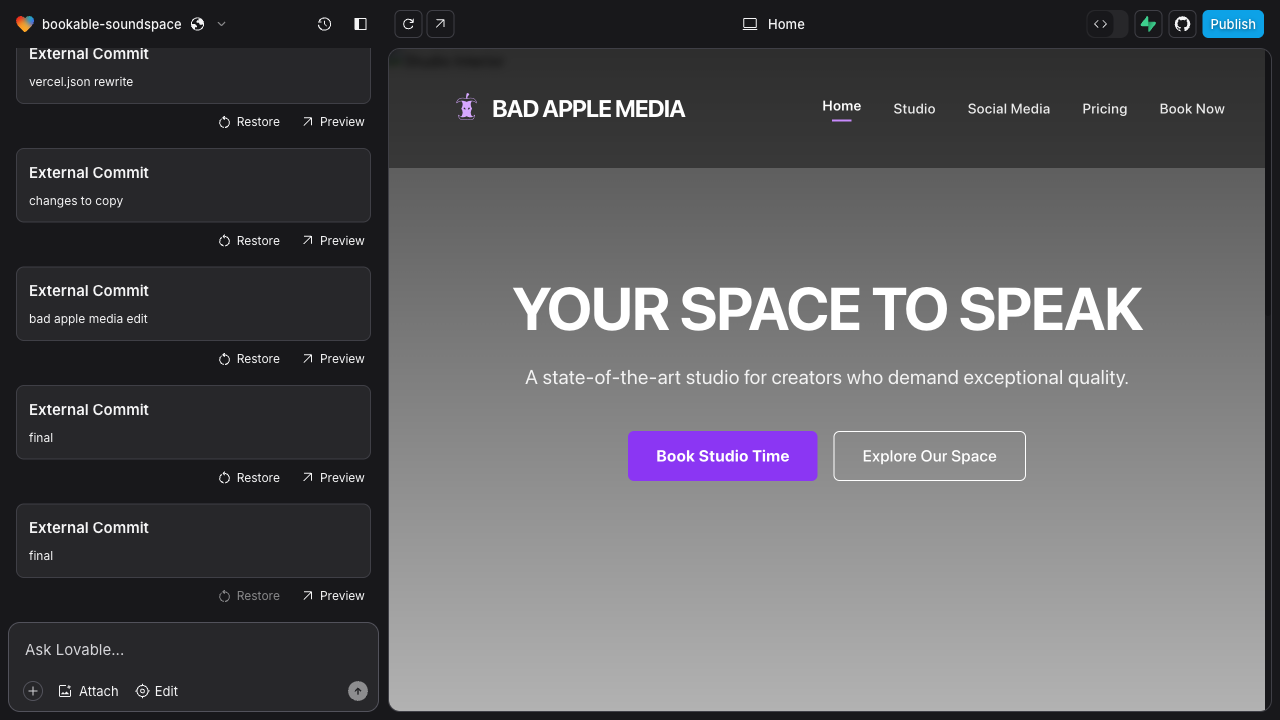 bookable-soundspace
Home
Publish
External Commit
vercel.json rewrite
Restore
Preview
External Commit
changes to copy
Restore
Preview
External Commit
bad apple media edit
Restore
Preview
External Commit
final
Restore
Preview
External Commit
final
Restore
Preview
Ask Lovable...
Attach
Edit
BAD APPLE MEDIA
Home
Studio
Social Media
Pricing
Book Now
YOUR SPACE TO SPEAK
A state-of-the-art studio for creators who demand exceptional quality.
Book Studio Time
Explore Our Space